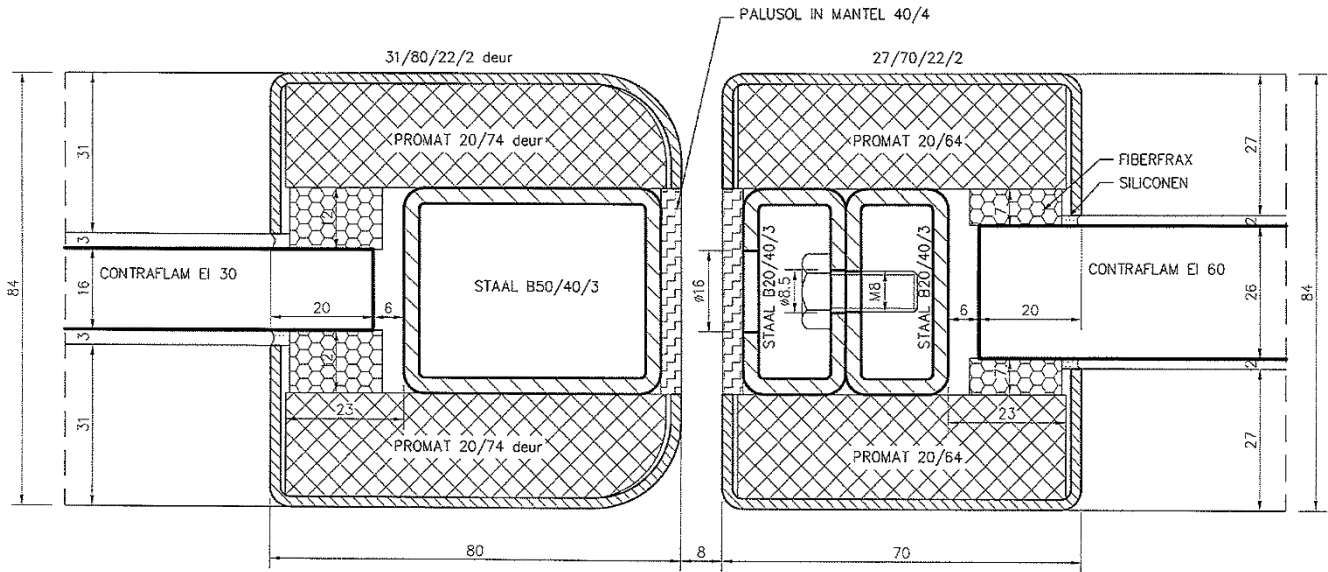 PALUSOL IN MANTEL 40/4
31/80/22/2 deur
27/70/22/2
PROMAT 20/74 deur
PROMAT 20/64
FIBERFRAX
SILICONEN
31
27
12
7
3
2
CONTRAFLAM EI 30
STAAL B50/40/3
STAAL B20/40/3
STAAL B20/40/3
CONTRAFLAM EI 60
84
16
20
6
ø16
ø8.5
M8
6
20
26
84
3
12
7
2
31
23
23
27
PROMAT 20/74 deur
PROMAT 20/64
80
8
70